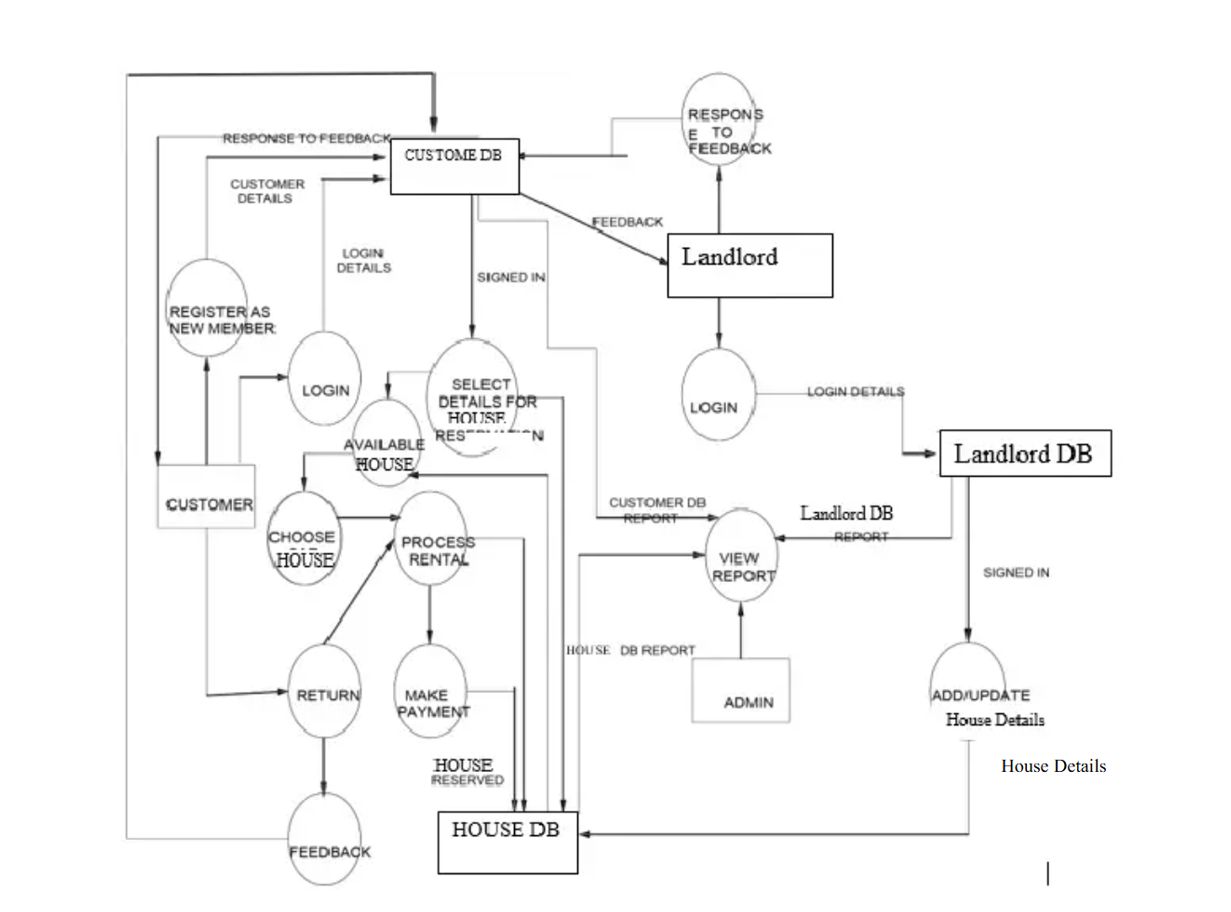 RESPONS
E TO
FEEDBACK
RESPONSE TO FEEDBACK
CUSTOME DB
CUSTOMER
DETAILS
FEEDBACK
LOGIN
DETAILS
Landlord
SIGNED IN
REGISTER AS
NEW MEMBER
LOGIN
SELECT
DETAILS FOR
HOUSE
LOGIN
LOGIN DETAILS
AVAILABLE
HOUSE
Landlord DB
CUSTOMER
CUSTOMER DB
REPORT
Landlord DB
REPORT
CHOOSE
HOUSE
PROCESS
RENTAL
VIEW
REPORT
SIGNED IN
HOUSE DB REPORT
RETURN
MAKE
PAYMENT
ADMIN
ADD/UPDATE
House Details
HOUSE
RESERVED
House Details
HOUSE DB
FEEDBACK